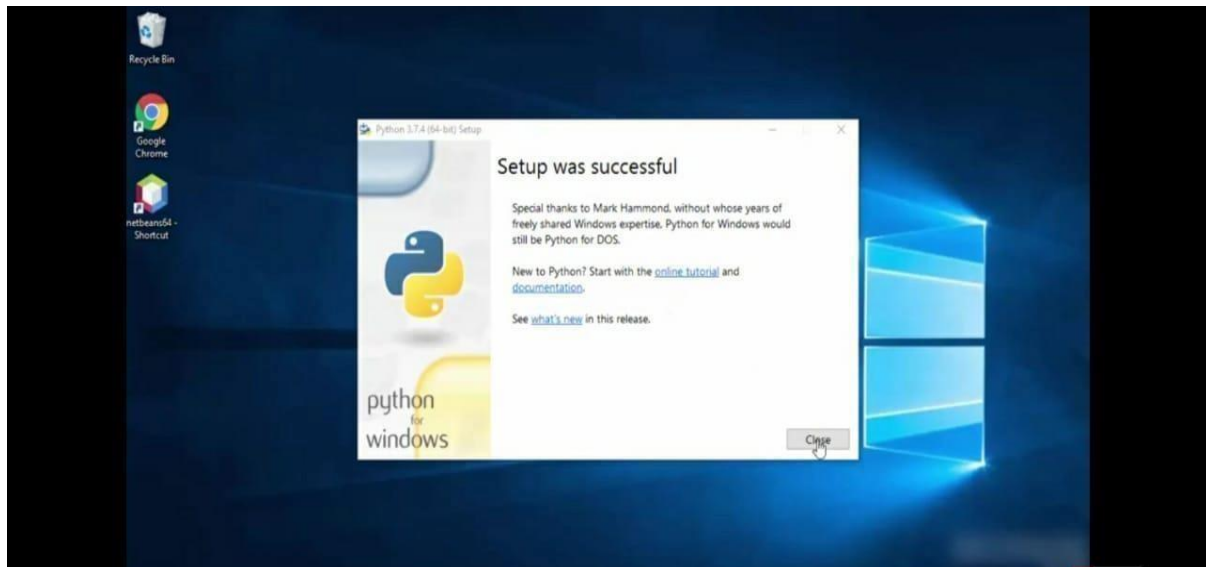 Recycle Bin
Google
Chrome
netbeans64 -
Shortcut
Python 3.7.4 (64-bit) Setup
Setup was successful
Special thanks to Mark Hammond, without whose years of
freely shared Windows expertise, Python for Windows would
still be Python for DOS.
New to Python? Start with the online tutorial and
documentation.
See what's new in this release.
python
for
windows
Close